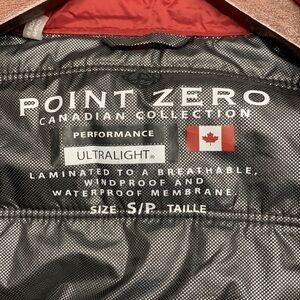 POINT ZERO
CANADIAN COLLECTION
PERFORMANCE
ULTRALIGHT®
LAMINATED TO A BREATHABLE,
WINDPROOF AND
WATERPROOF MEMBRANE.
SIZE S/P TAILLE